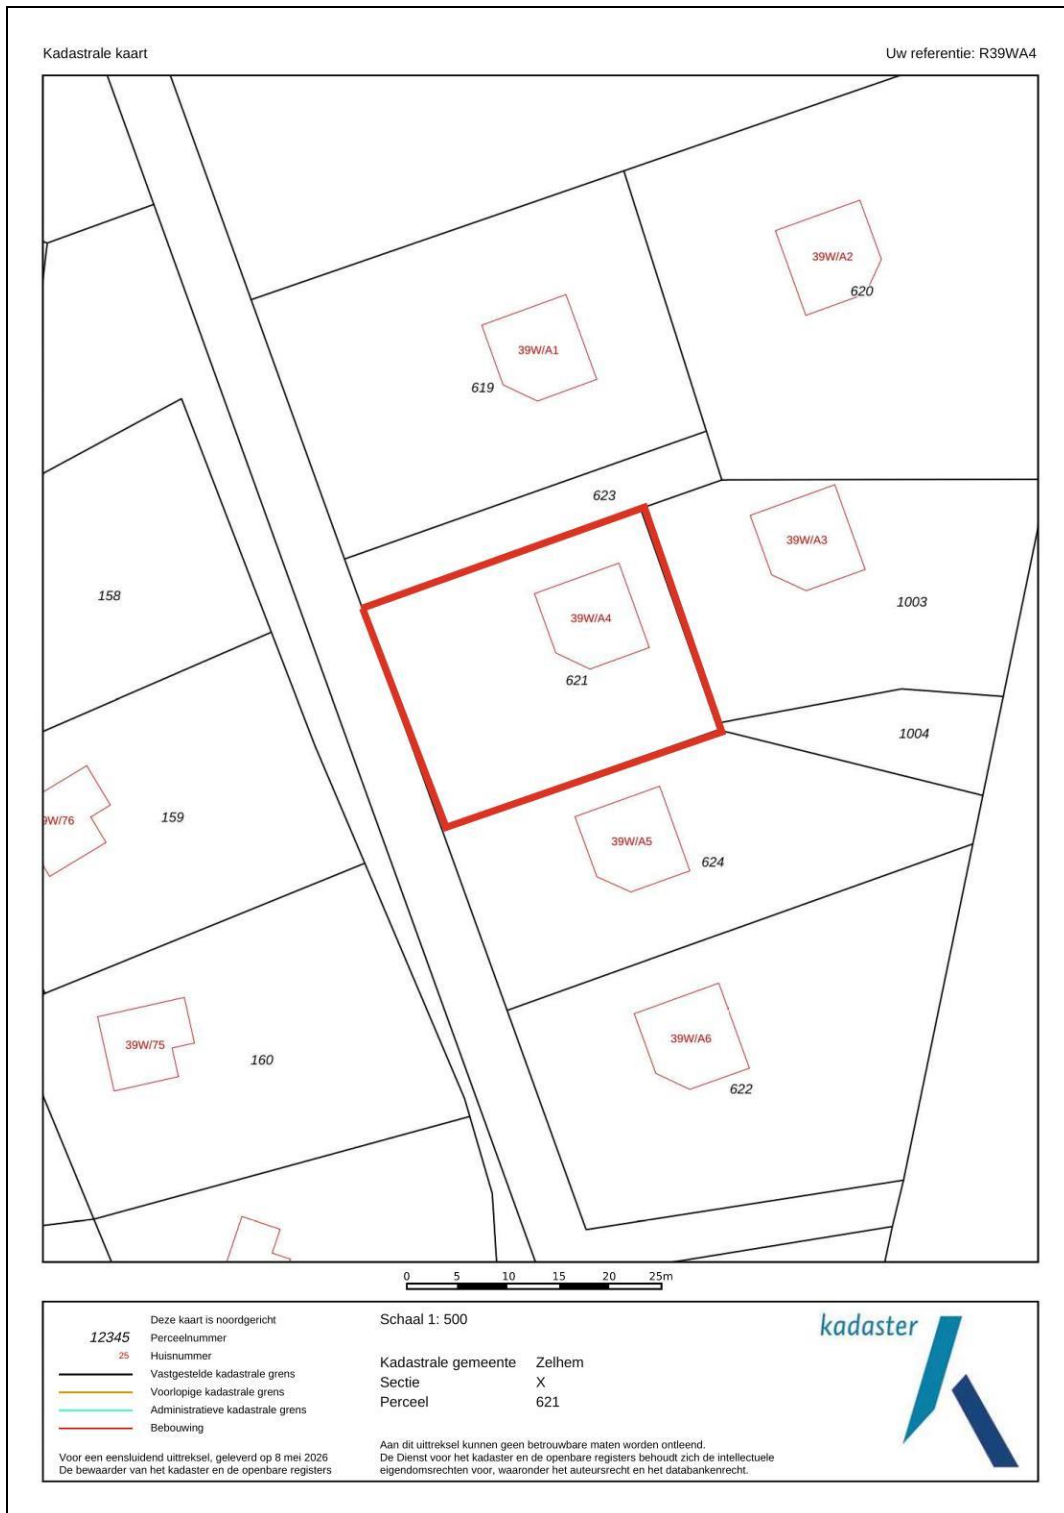 Kadastrale kaart
Uw referentie: R39WA4
39W/A2
620
39W/A1
619
623
39W/A3
158
1003
39W/A4
621
1004
9W/76
159
39W/A5
624
39W/75
160
39W/A6
622
0 5 10 15 20 25m
Deze kaart is noordgericht
12345 Perceelnummer
25 Huisnummer
Vastgestelde kadastrale grens
Voorlopige kadastrale grens
Administratieve kadastrale grens
Bebouwing
Voor een eensluidend uittreksel, geleverd op 8 mei 2026
De bewaarder van het kadaster en de openbare registers
Schaal 1: 500
Kadastrale gemeente Zelhem
Sectie X
Perceel 621
Aan dit uittreksel kunnen geen betrouwbare maten worden ontleend.
De Dienst voor het kadaster en de openbare registers behoudt zich de intellectuele
eigendomsrechten voor, waaronder het auteursrecht en het databankenrecht.
kadaster